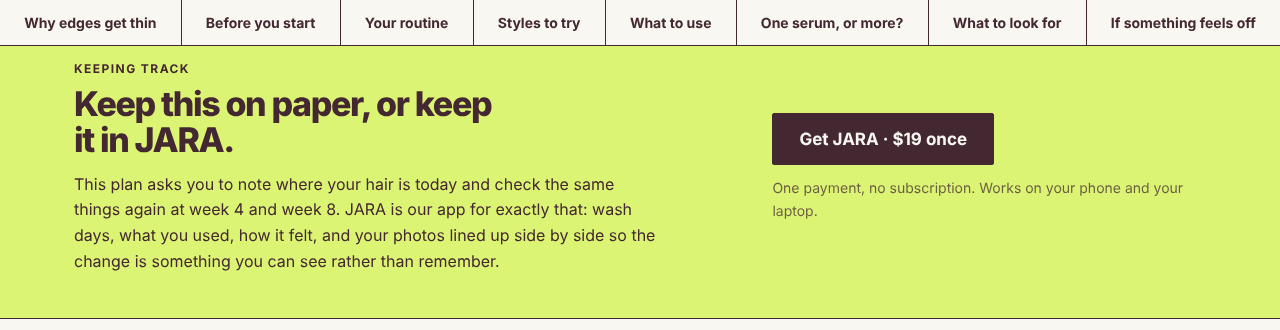 Why edges get thin
Before you start
Your routine
Styles to try
What to use
One serum, or more?
What to look for
If something feels off
KEEPING TRACK
Keep this on paper, or keep
it in JARA.
This plan asks you to note where your hair is today and check the same
things again at week 4 and week 8. JARA is our app for exactly that: wash
days, what you used, how it felt, and your photos lined up side by side so the
change is something you can see rather than remember.
Get JARA · $19 once
One payment, no subscription. Works on your phone and your
laptop.